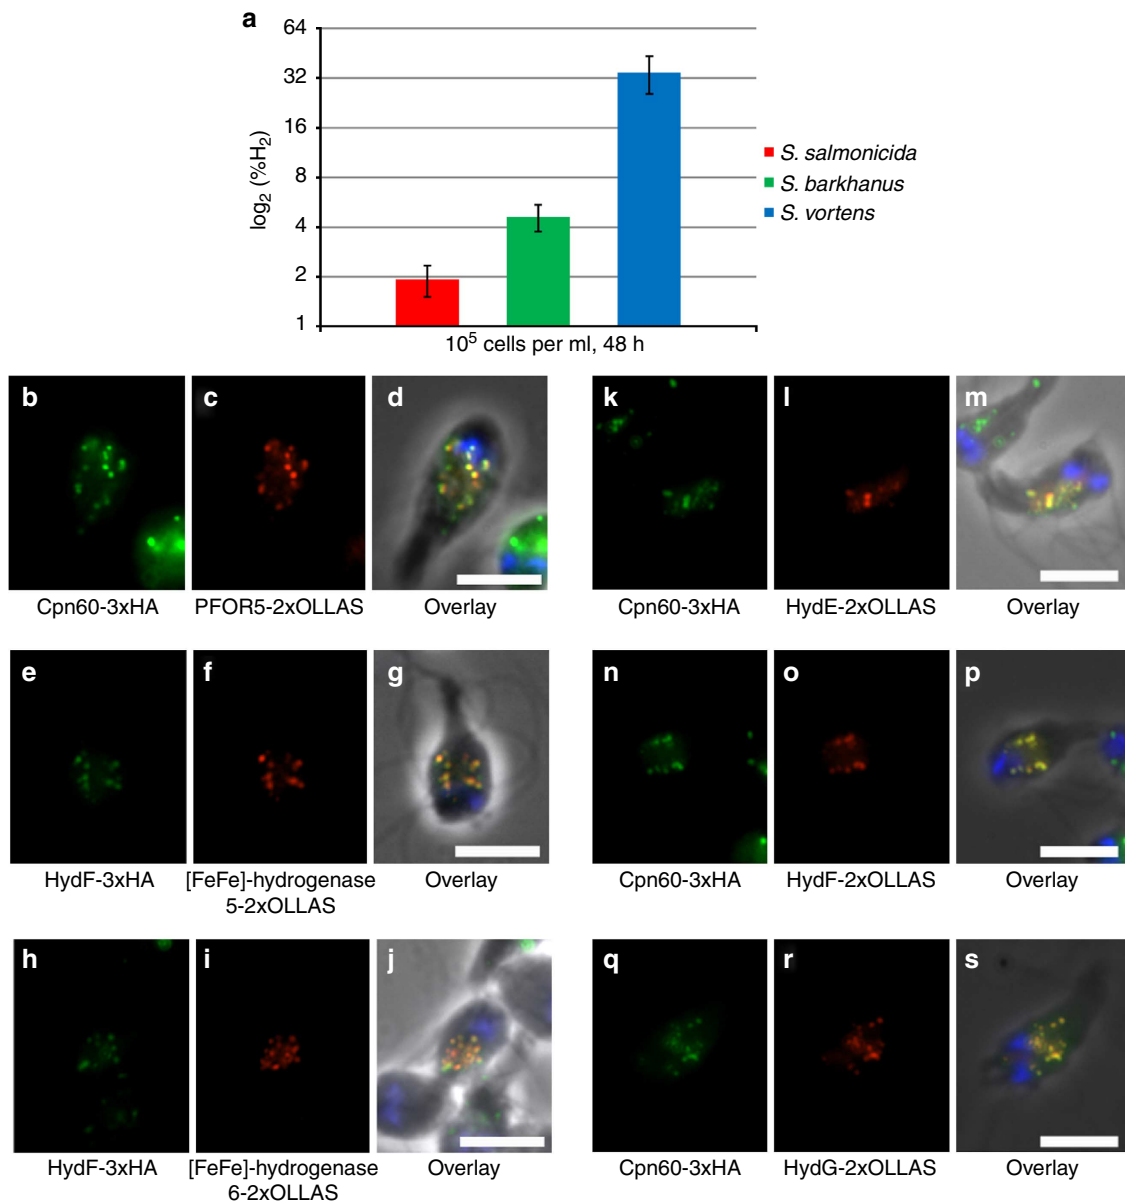 a
64
32
16
8
4
2
1
log2 (%H2)
10^5 cells per ml, 48 h
S. salmonicida
S. barkhanus
S. vortens
b
c
d
Cpn60-3xHA
PFOR5-2xOLLAS
Overlay
k
l
m
Cpn60-3xHA
HydE-2xOLLAS
Overlay
e
f
g
HydF-3xHA
[FeFe]-hydrogenase
5-2xOLLAS
Overlay
n
o
p
Cpn60-3xHA
HydF-2xOLLAS
Overlay
h
i
j
HydF-3xHA
[FeFe]-hydrogenase
6-2xOLLAS
Overlay
q
r
s
Cpn60-3xHA
HydG-2xOLLAS
Overlay